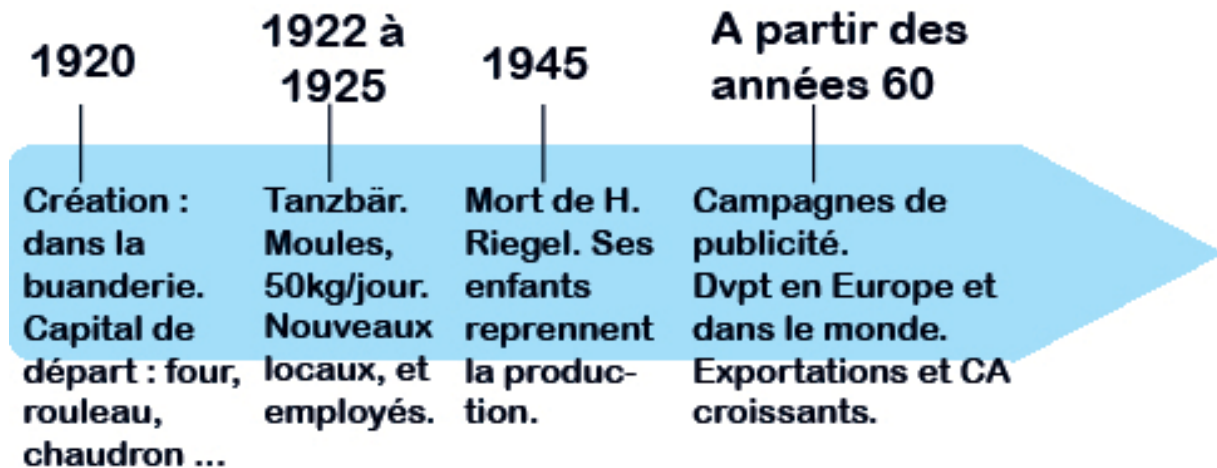 1920
1922 à
1925
1945
A partir des
années 60
Création :
dans la
buanderie.
Capital de
départ : four,
rouleau,
chaudron ...
Tanzbär.
Moules,
50kg/jour.
Nouveaux
locaux, et
employés.
Mort de H.
Riegel. Ses
enfants
reprennent
la produc-
tion.
Campagnes de
publicité.
Dvpt en Europe et
dans le monde.
Exportations et CA
croissants.